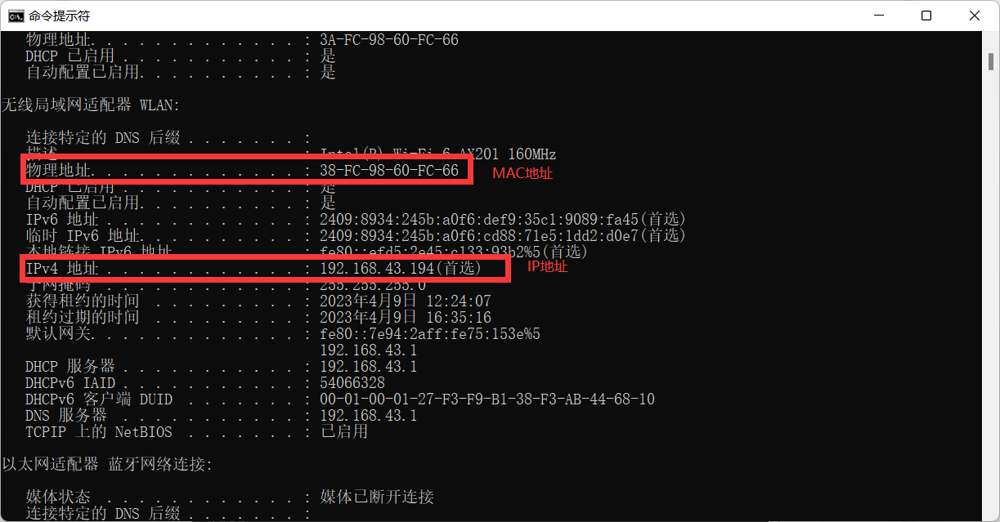 命令提示符
物理地址. . . . . . . . . . . . . : 3A-FC-98-60-FC-66
DHCP 已启用 . . . . . . . . . . . : 是
自动配置已启用. . . . . . . . . . : 是
无线局域网适配器 WLAN:
连接特定的 DNS 后缀 . . . . . . . :
描述. . . . . . . . . . . . . . . : Intel(R) Wi-Fi 6 AX201 160MHz
物理地址. . . . . . . . . . . . . : 38-FC-98-60-FC-66 MAC地址
DHCP 已启用 . . . . . . . . . . . : 是
自动配置已启用. . . . . . . . . . : 是
IPv6 地址 . . . . . . . . . . . . : 2409:8934:245b:a0f6:def9:35c1:9089:fa45(首选)
临时 IPv6 地址. . . . . . . . . . : 2409:8934:245b:a0f6:cd88:71e5:1dd2:d0e7(首选)
本地链接 IPv6 地址. . . . . . . . : fe80::efd5:2e45:c133:93b2%5(首选)
IPv4 地址 . . . . . . . . . . . . : 192.168.43.194(首选) IP地址
子网掩码 . . . . . . . . . . . . : 255.255.255.0
获得租约的时间 . . . . . . . . . : 2023年4月9日 12:24:07
租约过期的时间 . . . . . . . . . : 2023年4月9日 16:35:16
默认网关. . . . . . . . . . . . . : fe80::7e94:2aff:fe75:153e%5
192.168.43.1
DHCP 服务器 . . . . . . . . . . . : 192.168.43.1
DHCPv6 IAID . . . . . . . . . . . : 54066328
DHCPv6 客户端 DUID . . . . . . . : 00-01-00-01-27-F3-F9-B1-38-F3-AB-44-68-10
DNS 服务器 . . . . . . . . . . . : 192.168.43.1
TCPIP 上的 NetBIOS . . . . . . . : 已启用
以太网适配器 蓝牙网络连接:
媒体状态 . . . . . . . . . . . . : 媒体已断开连接
连接特定的 DNS 后缀 . . . . . . . :